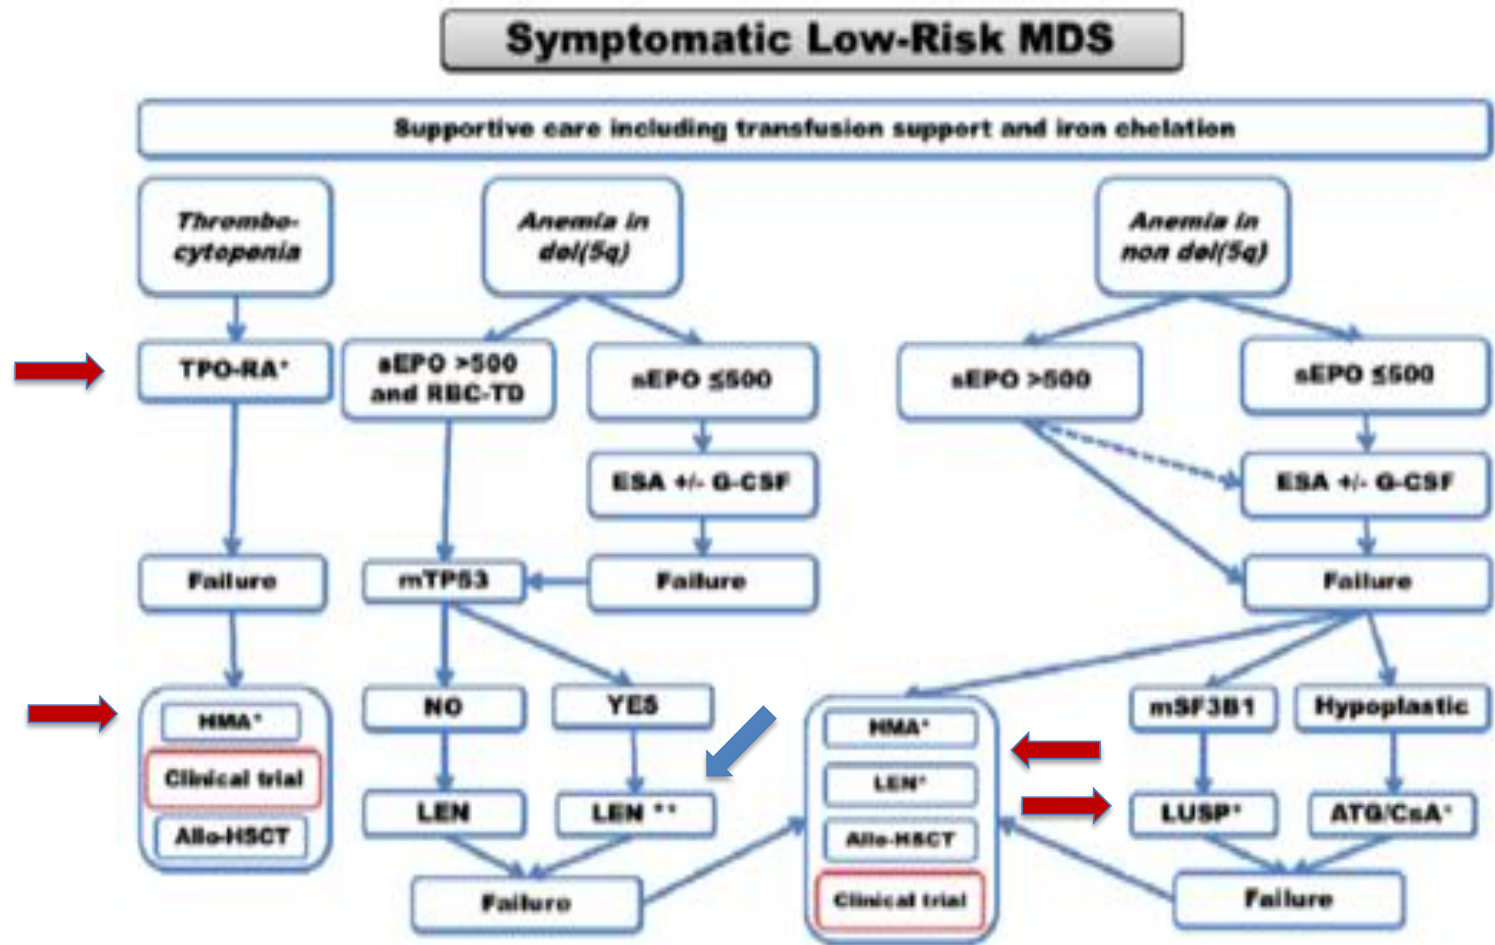 Symptomatic Low-Risk MDS
Supportive care including transfusion support and iron chelation
Thrombo-
cytopenia
Anemia in
del(5q)
Anemia in
non del(5q)
TPO-RA*
sEPO >500
and RBC-TD
sEPO ≤500
sEPO >500
sEPO ≤500
ESA +/- G-CSF
ESA +/- G-CSF
Failure
mTP53
Failure
Failure
HMA*
Clinical trial
Allo-HSCT
NO
YES
LEN
LEN **
Failure
HMA*
LEN*
Allo-HSCT
Clinical trial
mSF3B1
Hypoplastic
LUSP*
ATG/CsA*
Failure